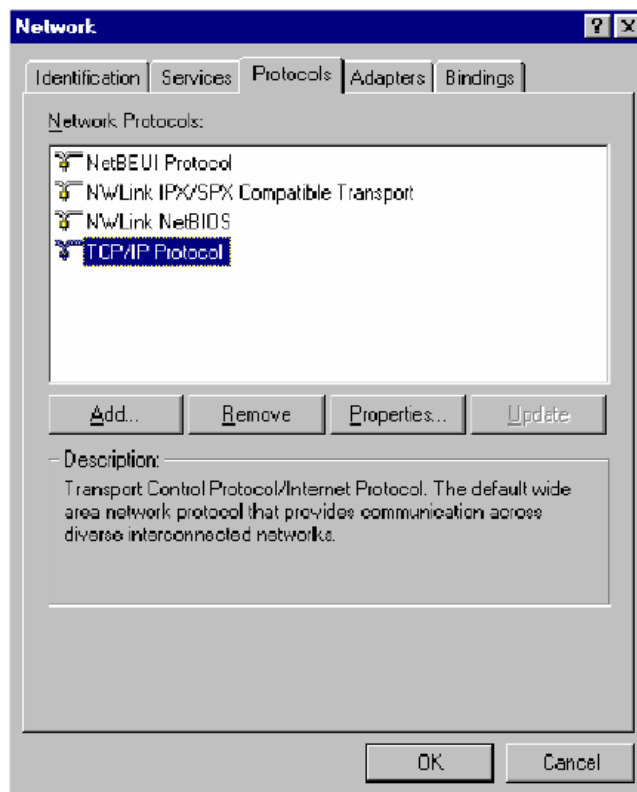 Network
Identification Services Protocols Adapters Bindings
Network Protocols:
NetBEUI Protocol
NWLink IPX/SPX Compatible Transport
NWLink NetBIOS
TCP/IP Protocol
Add... Remove Properties... Update
Description:
Transport Control Protocol/Internet Protocol. The default wide
area network protocol that provides communication across
diverse interconnected networks.
OK Cancel